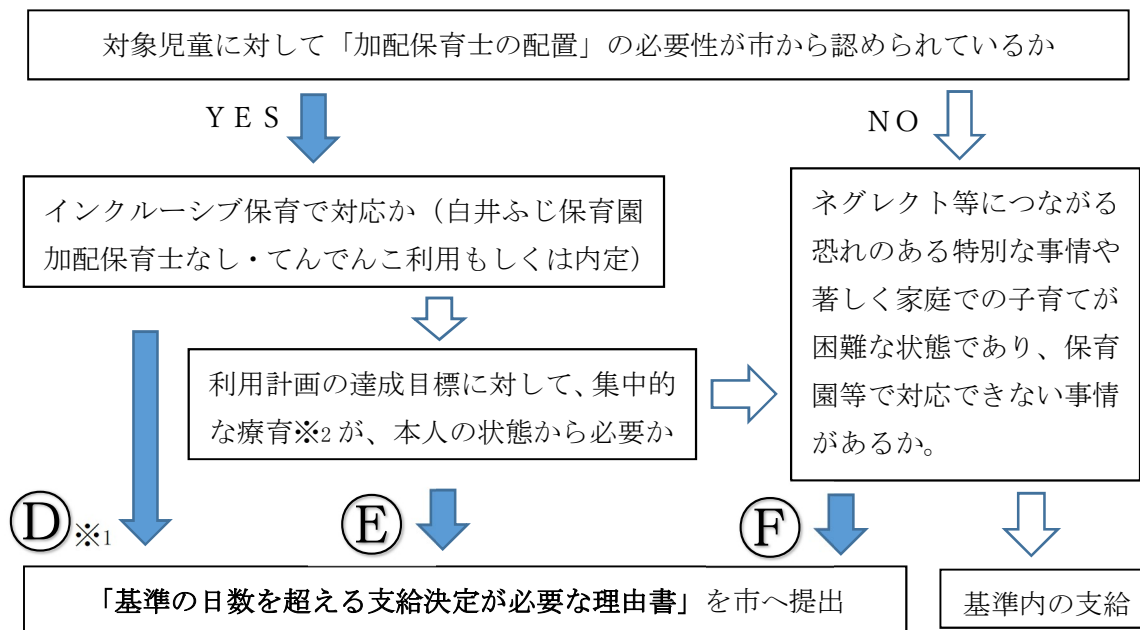 対象児童に対して「加配保育士の配置」の必要性が市から認められているか
ＹＥＳ
ＮＯ
インクルーシブ保育で対応か（白井ふじ保育園
加配保育士なし・てんでんこ利用もしくは内定）
ネグレクト等につながる
恐れのある特別な事情や
著しく家庭での子育てが
困難な状態であり、保育
園等で対応できない事情
があるか。
利用計画の達成目標に対して、集中的
な療育※2が、本人の状態から必要か
Ⓓ※1
Ⓔ
Ⓕ
「基準の日数を超える支給決定が必要な理由書」を市へ提出
基準内の支給